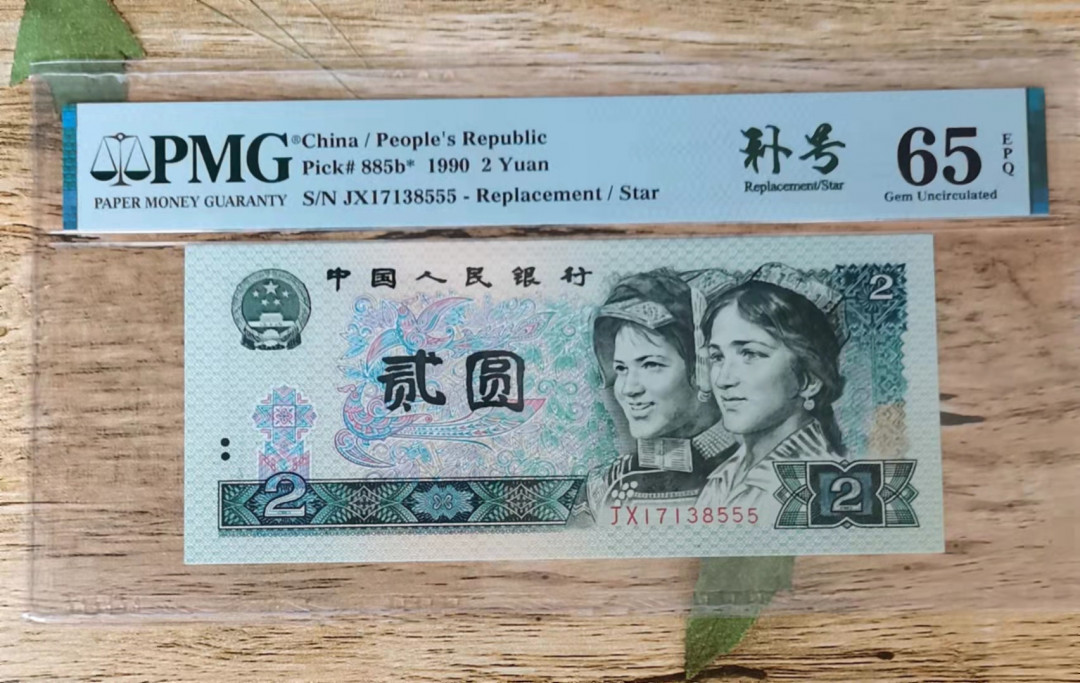 PMG
PAPER MONEY GUARANTY
®China / People's Republic
Pick# 885b* 1990 2 Yuan
S/N JX17138555 - Replacement / Star
补号
Replacement/Star
65
EPQ
Gem Uncirculated
中国人民银行
2
贰圆
2
2
JX17138555